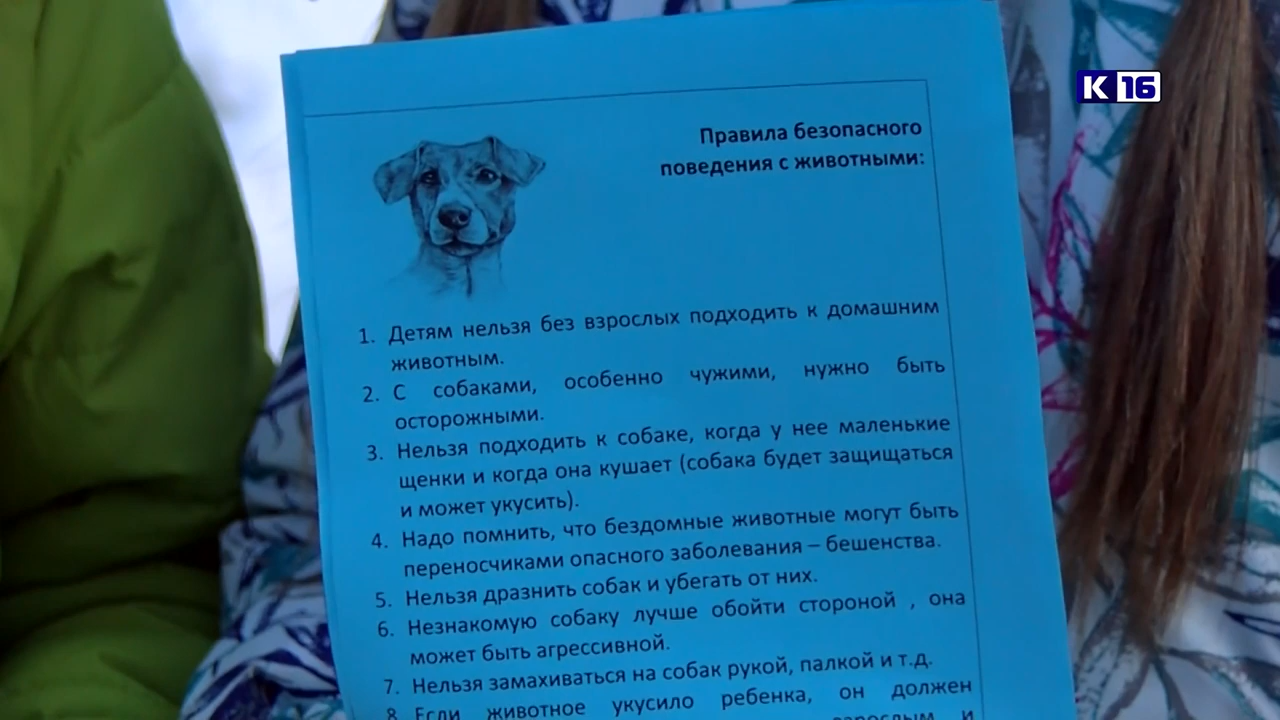 К 16
Правила безопасного
поведения с животными:
1. Детям нельзя без взрослых подходить к домашним
животным.
2. С собаками, особенно чужими, нужно быть
осторожными.
3. Нельзя подходить к собаке, когда у нее маленькие
щенки и когда она кушает (собака будет защищаться
и может укусить).
4. Надо помнить, что бездомные животные могут быть
переносчиками опасного заболевания – бешенства.
5. Нельзя дразнить собак и убегать от них.
6. Незнакомую собаку лучше обойти стороной , она
может быть агрессивной.
7. Нельзя замахиваться на собак рукой, палкой и т.д.
8. Если животное укусило ребенка, он должен
взрослым и